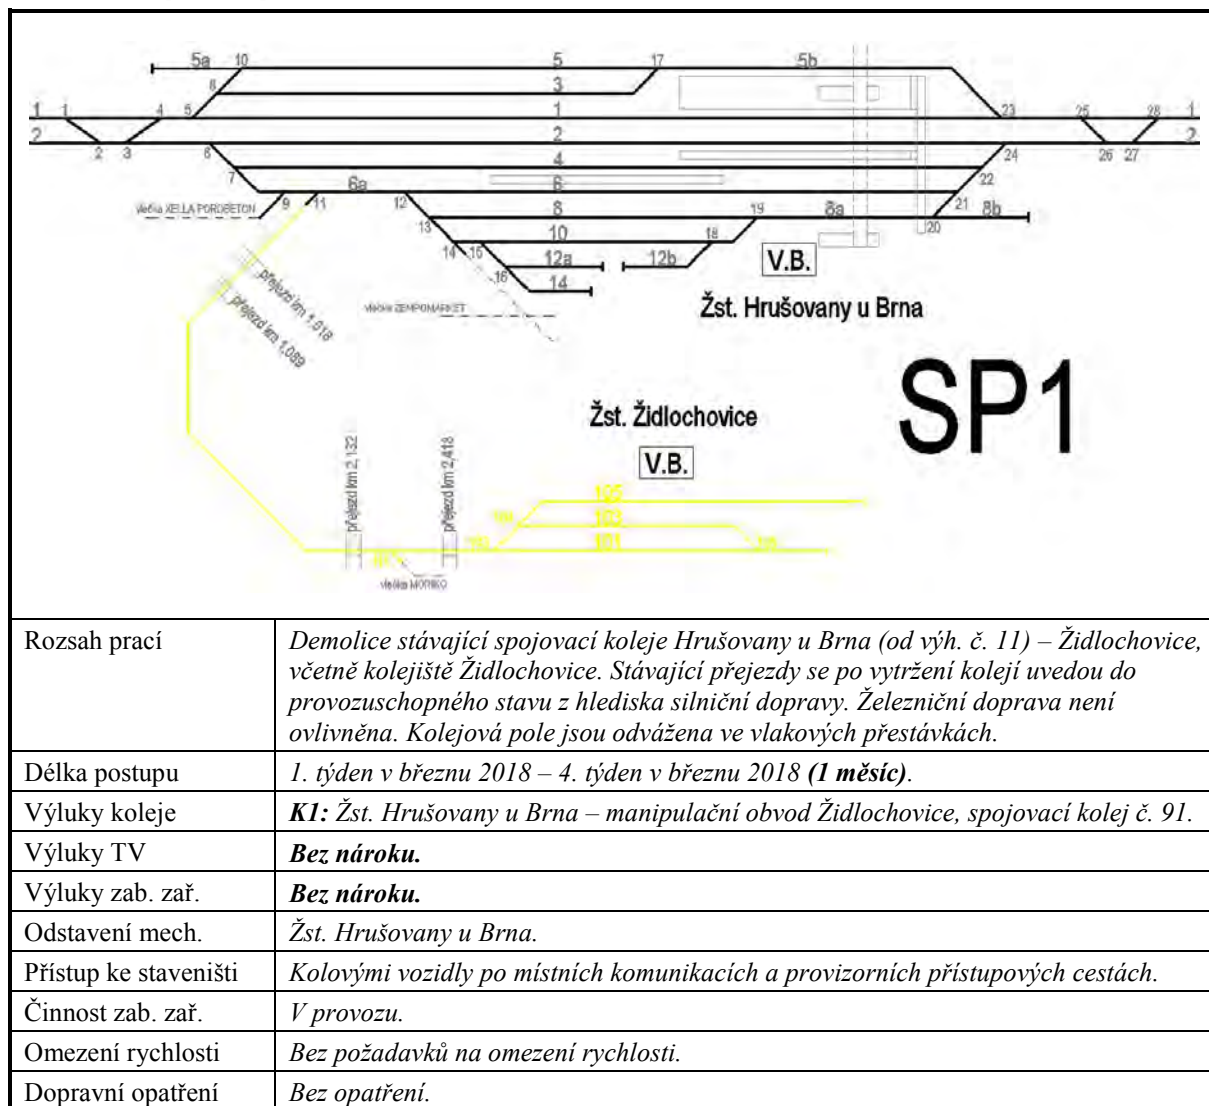 5a 10 5 17 5b
8 3
1 1 4 5 1 23 25 28 1
2 2 3 6 2 24 26 27 2
7 4 22
6a 6
vlečka XELLA POROBETON 9 11 12 21
13 8 19 8a 20 8b
14 15 10 18
12a 12b V.B.
16 14
vlečka ZEMPOMARKET
Žst. Hrušovany u Brna
přejezd km 1,018
přejezd km 1,089
SP1
Žst. Židlochovice
V.B.
přejezd km 2,132
přejezd km 2,418
105
103
101
vlečka MORIKO
Rozsah prací
Demolice stávající spojovací koleje Hrušovany u Brna (od výh. č. 11) – Židlochovice,
včetně kolejiště Židlochovice. Stávající přejezdy se po vytržení kolejí uvedou do
provozuschopného stavu z hlediska silniční dopravy. Železniční doprava není
ovlivněna. Kolejová pole jsou odvážena ve vlakových přestávkách.
Délka postupu
1. týden v březnu 2018 – 4. týden v březnu 2018 (1 měsíc).
Výluky koleje
K1: Žst. Hrušovany u Brna – manipulační obvod Židlochovice, spojovací kolej č. 91.
Výluky TV
Bez nároku.
Výluky zab. zař.
Bez nároku.
Odstavení mech.
Žst. Hrušovany u Brna.
Přístup ke staveništi
Kolovými vozidly po místních komunikacích a provizorních přístupových cestách.
Činnost zab. zař.
V provozu.
Omezení rychlosti
Bez požadavků na omezení rychlosti.
Dopravní opatření
Bez opatření.